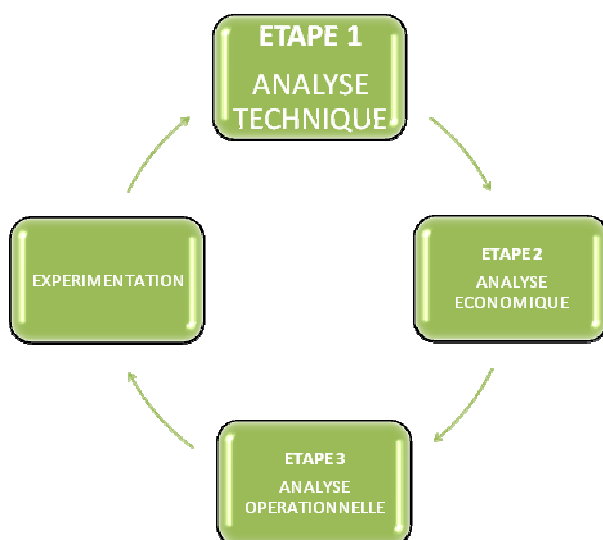 ETAPE 1
ANALYSE
TECHNIQUE
ETAPE 2
ANALYSE
ECONOMIQUE
ETAPE 3
ANALYSE
OPERATIONNELLE
EXPERIMENTATION